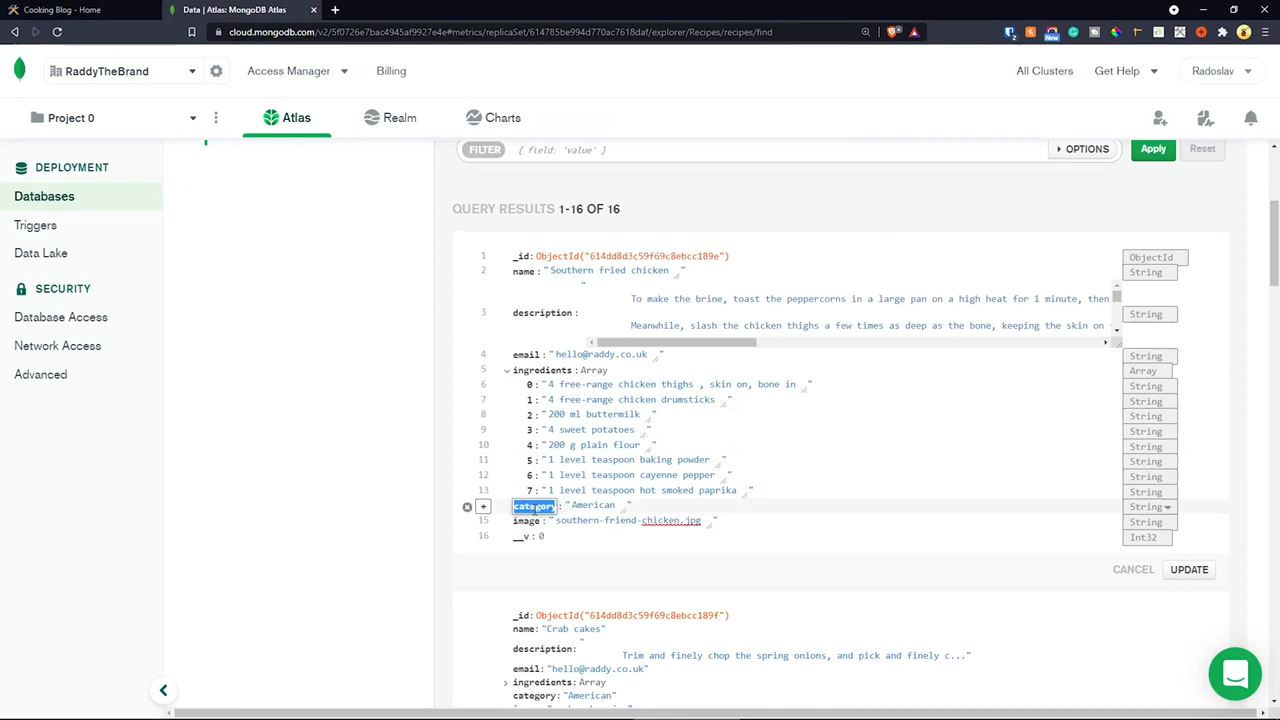 Cooking Blog - Home
Data | Atlas: MongoDB Atlas
cloud.mongodb.com/v2/5f0726e7bac4945af9927e4e#metrics/replicaSet/614785be994d770ac7618daf/explorer/Recipes/recipes/find
New
RaddyTheBrand
Access Manager
Billing
All Clusters
Get Help
Radoslav
Project 0
Atlas
Realm
Charts
DEPLOYMENT
Databases
Triggers
Data Lake
SECURITY
Database Access
Network Access
Advanced
FILTER { field: 'value' }
OPTIONS
Apply
Reset
QUERY RESULTS 1-16 OF 16
1 _id: ObjectId("614dd8d3c59f69c8ebcc189e") ObjectId
2 name: "Southern fried chicken " String
"
To make the brine, toast the peppercorns in a large pan on a high heat for 1 minute, then
3 description: String
Meanwhile, slash the chicken thighs a few times as deep as the bone, keeping the skin on
4 email: "hello@raddy.co.uk " String
5 ingredients: Array Array
6 0: "4 free-range chicken thighs , skin on, bone in " String
7 1: "4 free-range chicken drumsticks " String
8 2: "200 ml buttermilk " String
9 3: "4 sweet potatoes " String
10 4: "200 g plain flour " String
11 5: "1 level teaspoon baking powder " String
12 6: "1 level teaspoon cayenne pepper " String
13 7: "1 level teaspoon hot smoked paprika " String
+ category: "American " String
15 image: "southern-friend-chicken.jpg " String
16 __v: 0 Int32
CANCEL
UPDATE
_id: ObjectId("614dd8d3c59f69c8ebcc189f")
name: "Crab cakes"
"
description:
Trim and finely chop the spring onions, and pick and finely c..."
email: "hello@raddy.co.uk"
ingredients: Array
category: "American"